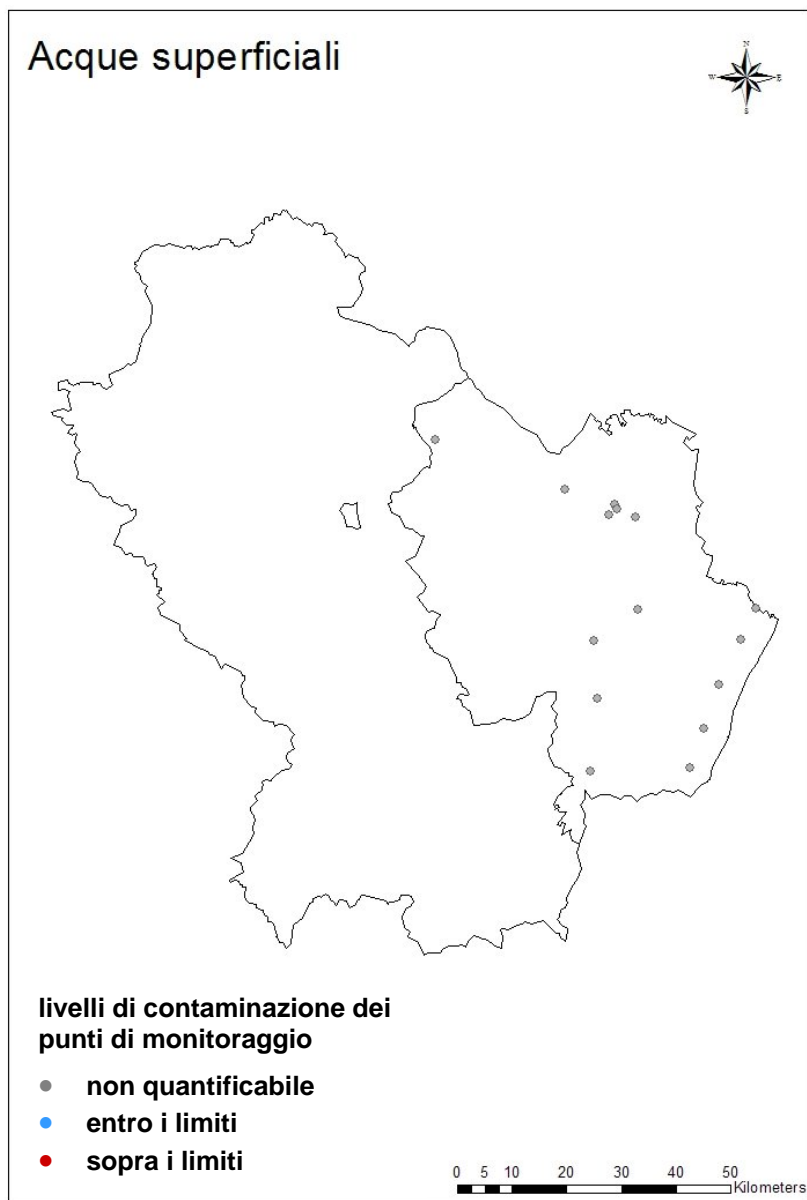 Acque superficiali
N
W E
S
livelli di contaminazione dei
punti di monitoraggio
non quantificabile
entro i limiti
sopra i limiti
0 5 10 20 30 40 50
Kilometers